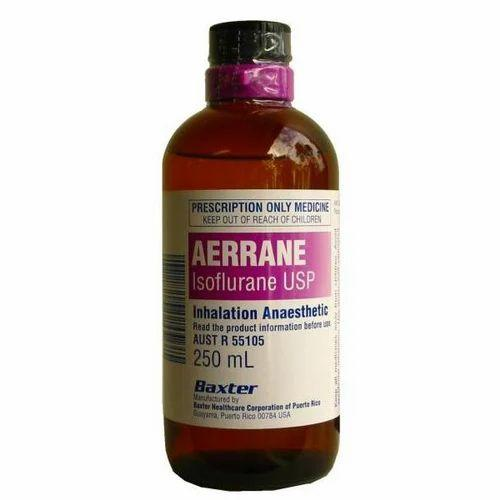 PRESCRIPTION ONLY MEDICINE
KEEP OUT OF REACH OF CHILDREN
AERRANE
Isoflurane USP
Inhalation Anaesthetic
Read the product information before use.
AUST R 55105
250 mL
Baxter
Manufactured by
Baxter Healthcare Corporation of Puerto Rico
Guayama, Puerto Rico 00784 USA